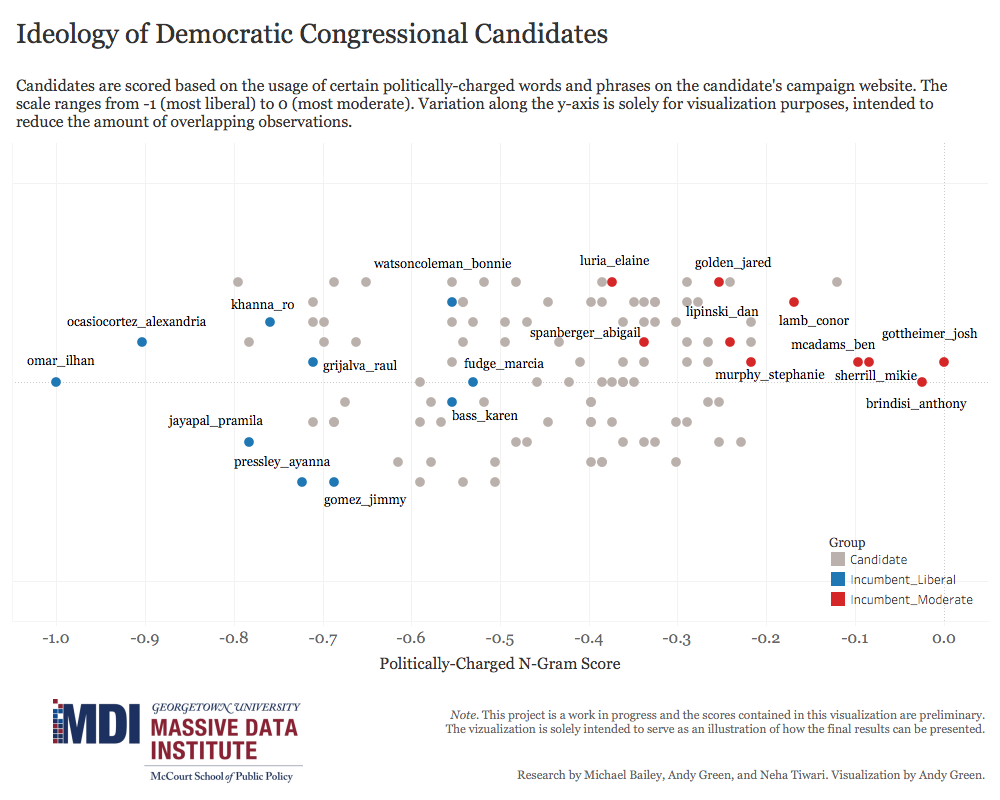 Ideology of Democratic Congressional Candidates
Candidates are scored based on the usage of certain politically-charged words and phrases on the candidate's campaign website. The
scale ranges from -1 (most liberal) to 0 (most moderate). Variation along the y-axis is solely for visualization purposes, intended to
reduce the amount of overlapping observations.
watsoncoleman_bonnie
luria_elaine
golden_jared
khanna_ro
lipinski_dan
ocasiocortez_alexandria
lamb_conor
spanberger_abigail
gottheimer_josh
mcadams_ben
omar_ilhan
grijalva_raul
fudge_marcia
murphy_stephanie
sherrill_mikie
brindisi_anthony
bass_karen
jayapal_pramila
pressley_ayanna
gomez_jimmy
Group
Candidate
Incumbent_Liberal
Incumbent_Moderate
-1.0 -0.9 -0.8 -0.7 -0.6 -0.5 -0.4 -0.3 -0.2 -0.1 0.0
Politically-Charged N-Gram Score
MDI
GEORGETOWN UNIVERSITY
MASSIVE DATA
INSTITUTE
McCourt School of Public Policy
Note. This project is a work in progress and the scores contained in this visualization are preliminary.
The vizualization is solely intended to serve as an illustration of how the final results can be presented.
Research by Michael Bailey, Andy Green, and Neha Tiwari. Visualization by Andy Green.